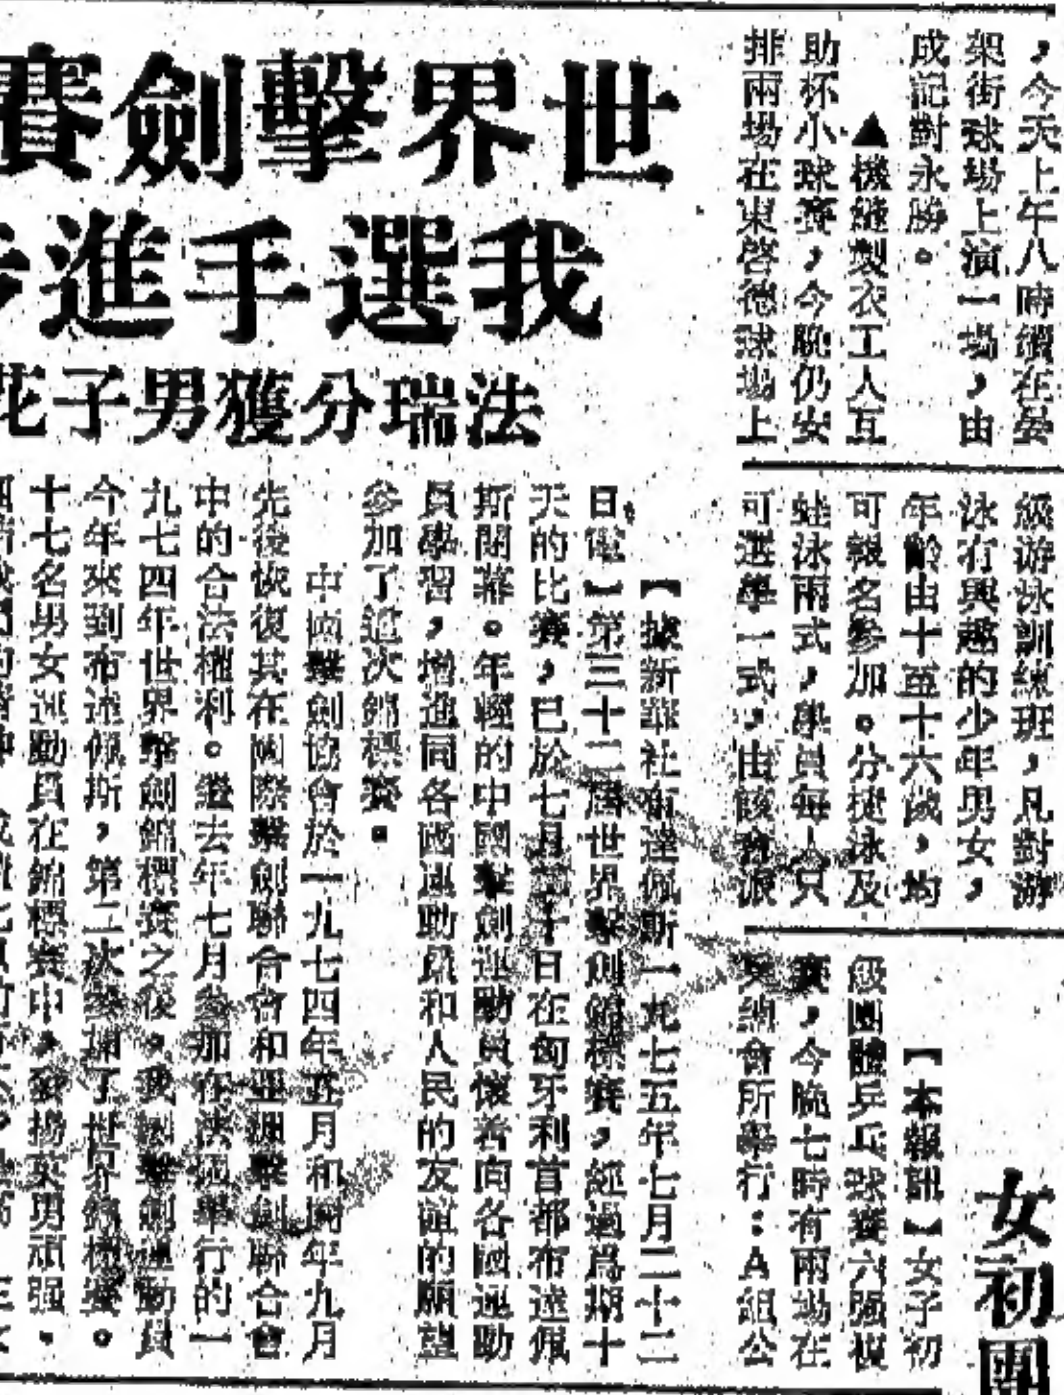 ，今天上午八時續在晏
架街球場上演一場，由
成記對永勝。
▲機縫製衣工人互
助杯小球賽，今晚仍安
排兩場在東啓德球場上
級游泳訓練班，凡對游
泳有興趣的少年男女，
年齡由十至十六歲，均
可報名參加。分捷泳及
蛙泳兩式，學員每人只
可選學一式，由該會派
女初團
【本報訊】女子初
級團體乒乓球賽六強複
賽，今晚七時有兩場在
總會所舉行：A組公
世界擊劍賽
我選手進步
法瑞分獲男子花
【據新華社布達佩斯一九七五年七月二十二
日電】第三十二屆世界擊劍錦標賽，經過爲期十
天的比賽，已於七月二十日在匈牙利首都布達佩
斯閉幕。年輕的中國擊劍運動員懷着向各國運動
員學習，增進同各國運動員和人民的友誼的願望
參加了這次錦標賽。
中國擊劍協會於一九七四年五月和同年九月
先後恢復其在國際擊劍聯合會和亞洲擊劍聯合會
中的合法權利。繼去年七月參加在法國舉行的一
九七四年世界擊劍錦標賽之後，我國擊劍運動員
今年來到布達佩斯，第二次參加了世界錦標賽。
十七名男女運動員在錦標賽中，發揚女男頑强，